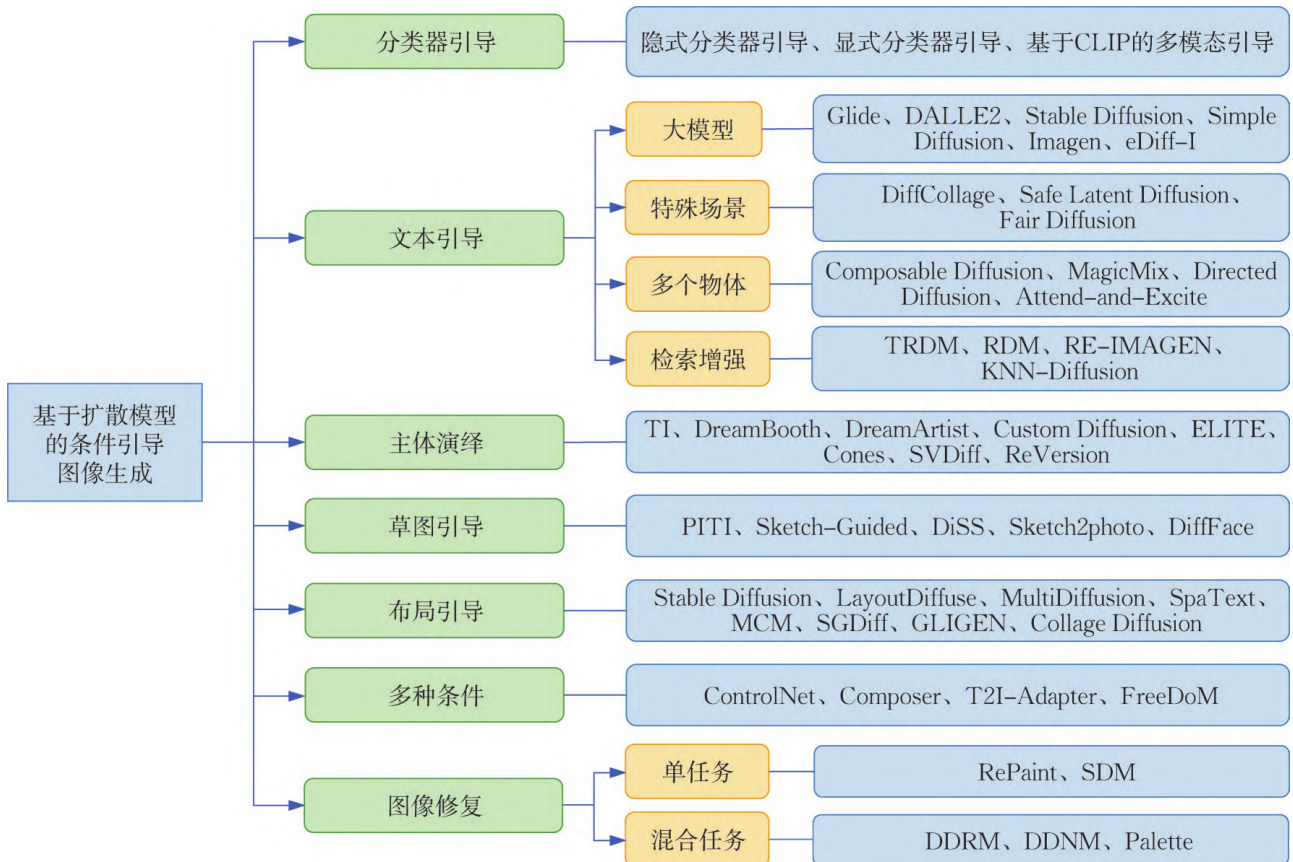 分类器引导
隐式分类器引导、显式分类器引导、基于CLIP的多模态引导
文本引导
大模型
Glide、DALLE2、Stable Diffusion、Simple
Diffusion、Imagen、eDiff-I
特殊场景
DiffCollage、Safe Latent Diffusion、
Fair Diffusion
多个物体
Composable Diffusion、MagicMix、Directed
Diffusion、Attend-and-Excite
检索增强
TRDM、RDM、RE-IMAGEN、
KNN-Diffusion
基于扩散模型
的条件引导
图像生成
主体演绎
TI、DreamBooth、DreamArtist、Custom Diffusion、ELITE、
Cones、SVDiff、ReVersion
草图引导
PITI、Sketch-Guided、DiSS、Sketch2photo、DiffFace
布局引导
Stable Diffusion、LayoutDiffuse、MultiDiffusion、SpaText、
MCM、SGDiff、GLIGEN、Collage Diffusion
多种条件
ControlNet、Composer、T2I-Adapter、FreeDoM
图像修复
单任务
RePaint、SDM
混合任务
DDRM、DDNM、Palette